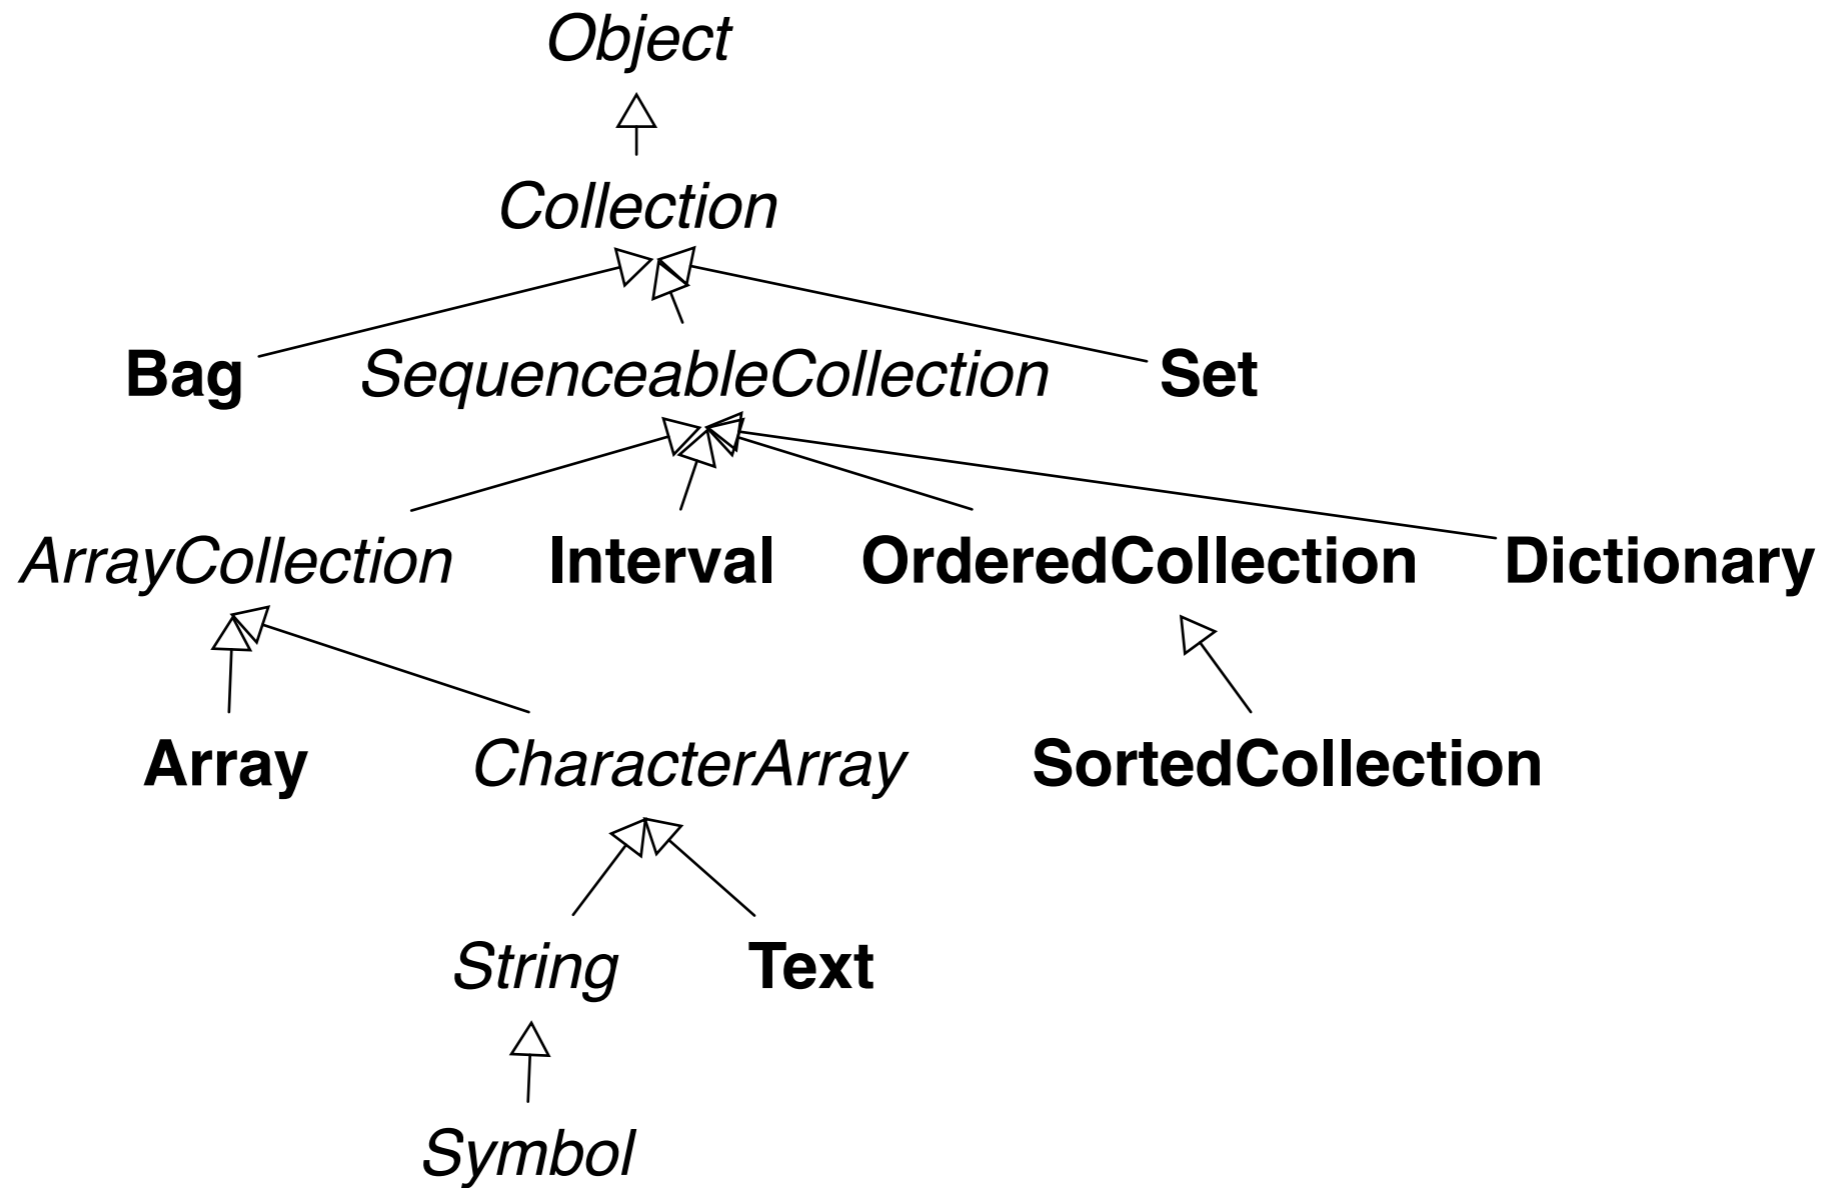 Object
Collection
Bag SequenceableCollection Set
ArrayCollection Interval OrderedCollection Dictionary
Array CharacterArray SortedCollection
String Text
Symbol